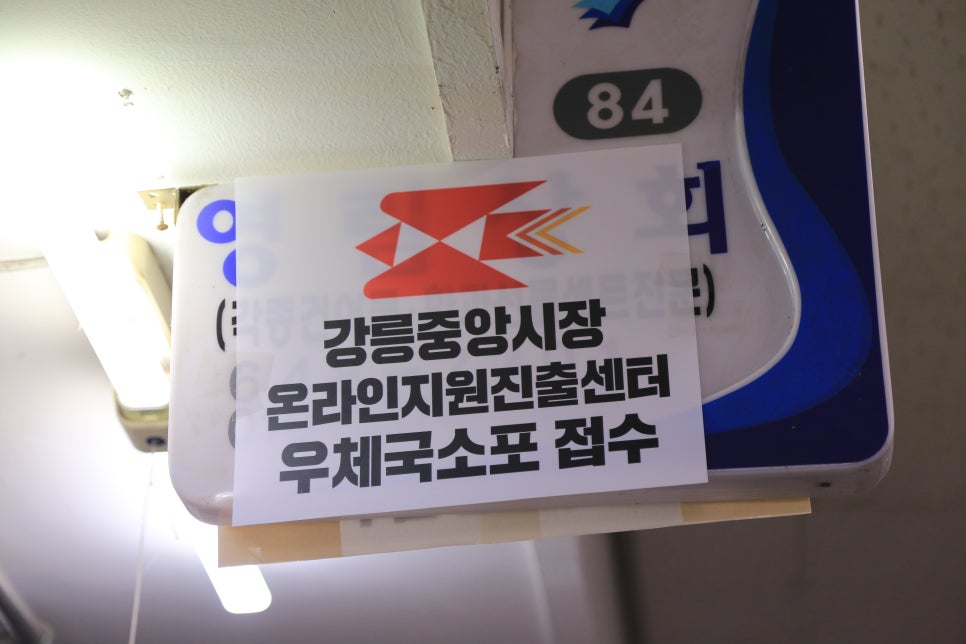 84
강릉중앙시장
온라인지원진출센터
우체국소포 접수